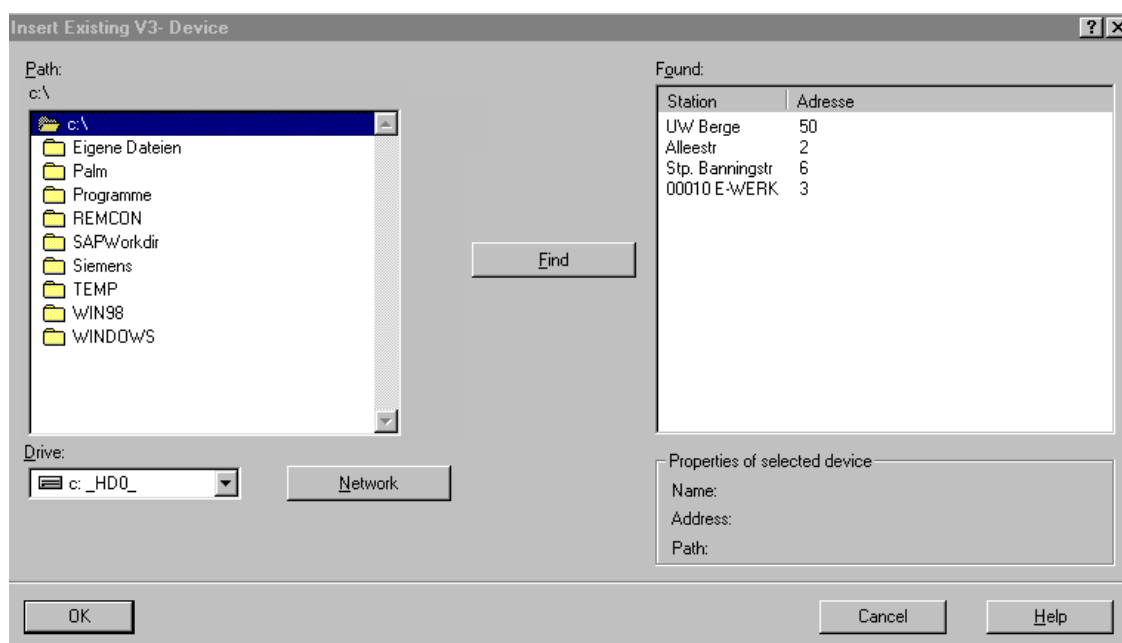 Insert Existing V3- Device
Path:
c:\
c:\
Eigene Dateien
Palm
Programme
REMCON
SAPWorkdir
Siemens
TEMP
WIN98
WINDOWS
Drive:
c: _HD0_
Network
Find
Found:
Station Adresse
UW Berge 50
Alleestr 2
Stp. Banningstr 6
00010 E-WERK 3
Properties of selected device
Name:
Address:
Path:
OK
Cancel
Help